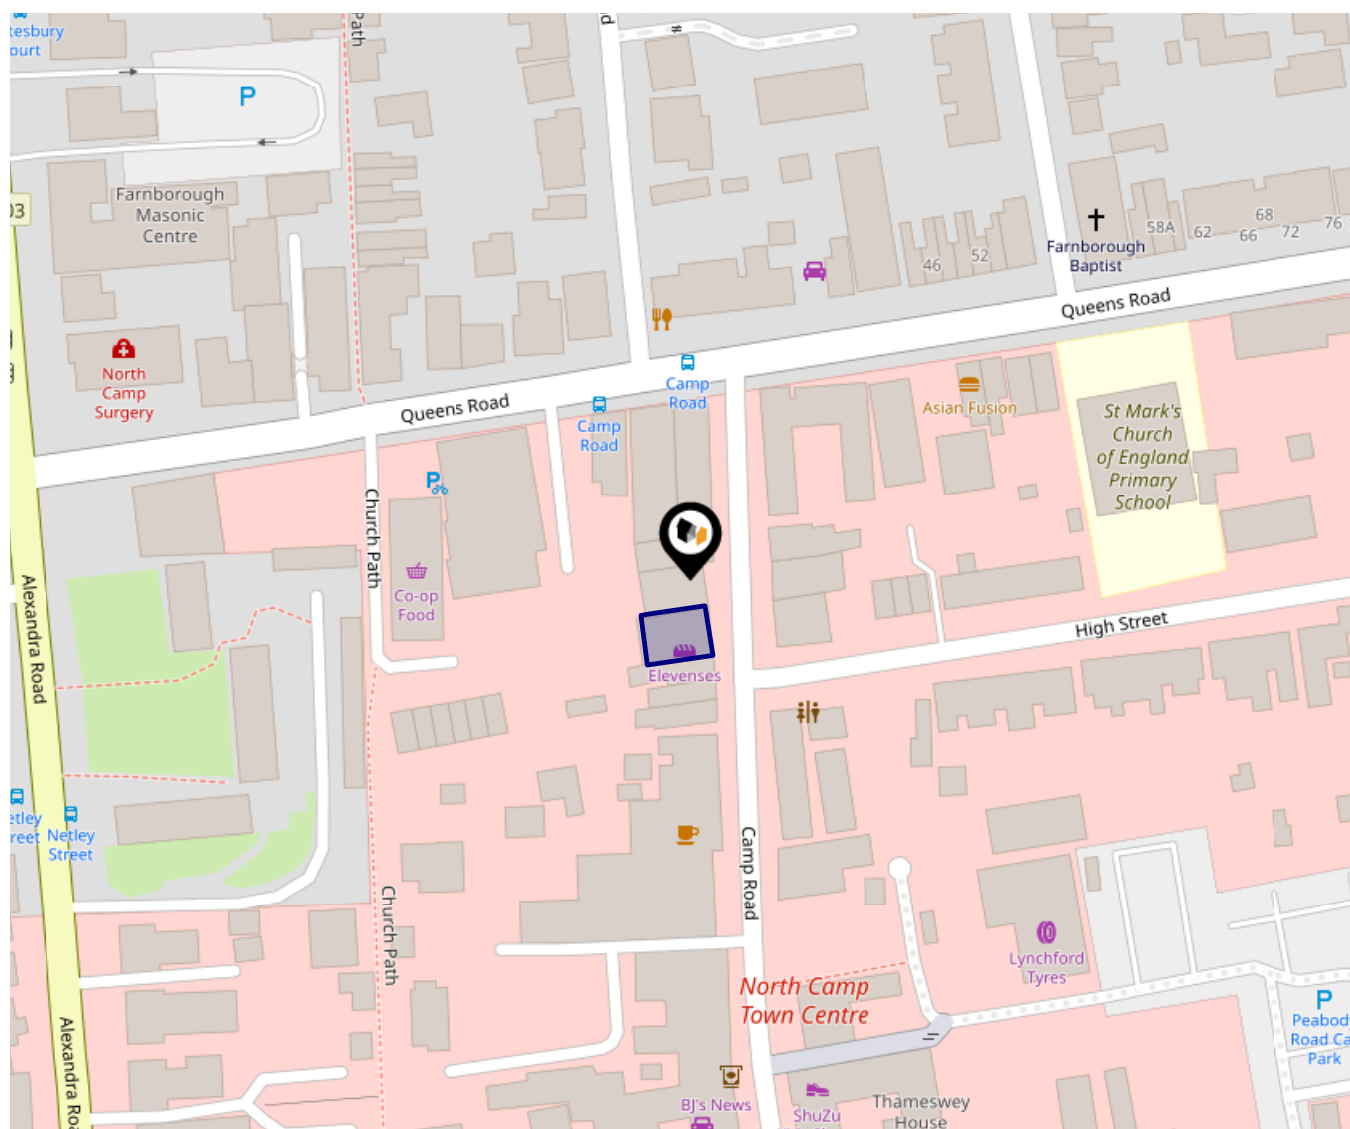 tesbury
ourt
Path
d
P
Farnborough
Masonic
Centre
03
58A
62
68
66
72
76
46
52
Farnborough
Baptist
Queens Road
North
Camp
Surgery
Camp
Road
Queens Road
Camp
Road
Asian Fusion
St Mark's
Church
of England
Primary
School
P
Church Path
Co-op
Food
Alexandra Road
High Street
Elevenses
etley
reet
Netley
Street
Camp Road
Church Path
Lynchford
Tyres
North Camp
Town Centre
P
Peabody
Road Ca
Park
Alexandra Roa
BJ's News
ShuZu
Thameswey
House